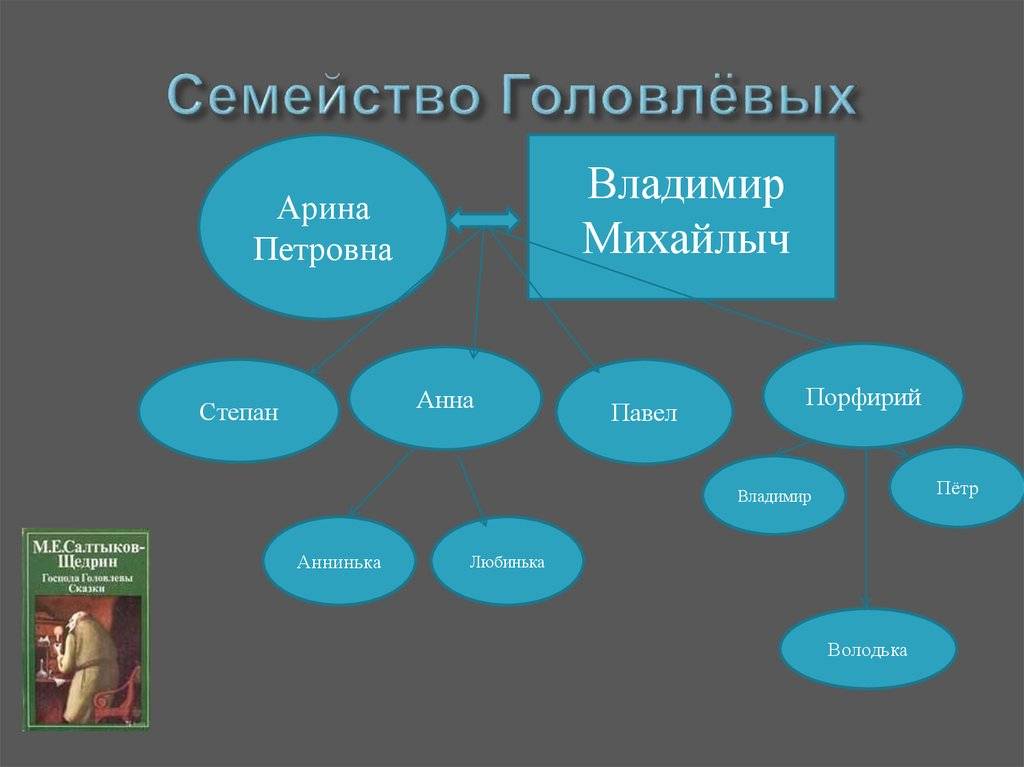 Семейство Головлёвых
Арина
Петровна
Владимир
Михайлыч
Степан
Анна
Павел
Порфирий
Владимир
Пётр
Аннинька
Любинька
Володька
М.Е.Салтыков-
Щедрин
Господа Головлевы
Сказки